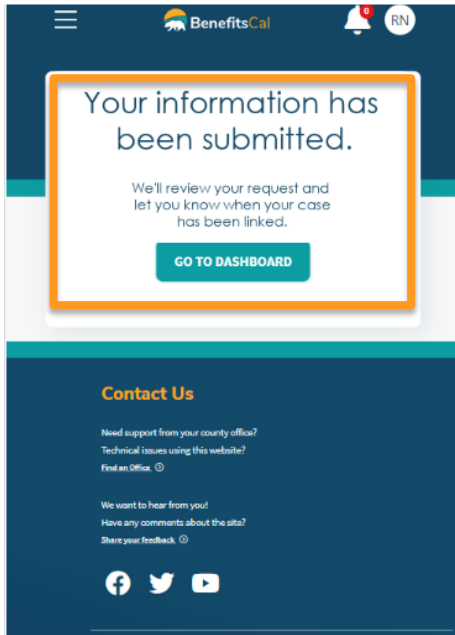 BenefitsCal
0
RN
Your information has
been submitted.
We'll review your request and
let you know when your case
has been linked.
GO TO DASHBOARD
Contact Us
Need support from your county office?
Technical issues using this website?
Find an Office
We want to hear from you!
Have any comments about the site?
Share your feedback